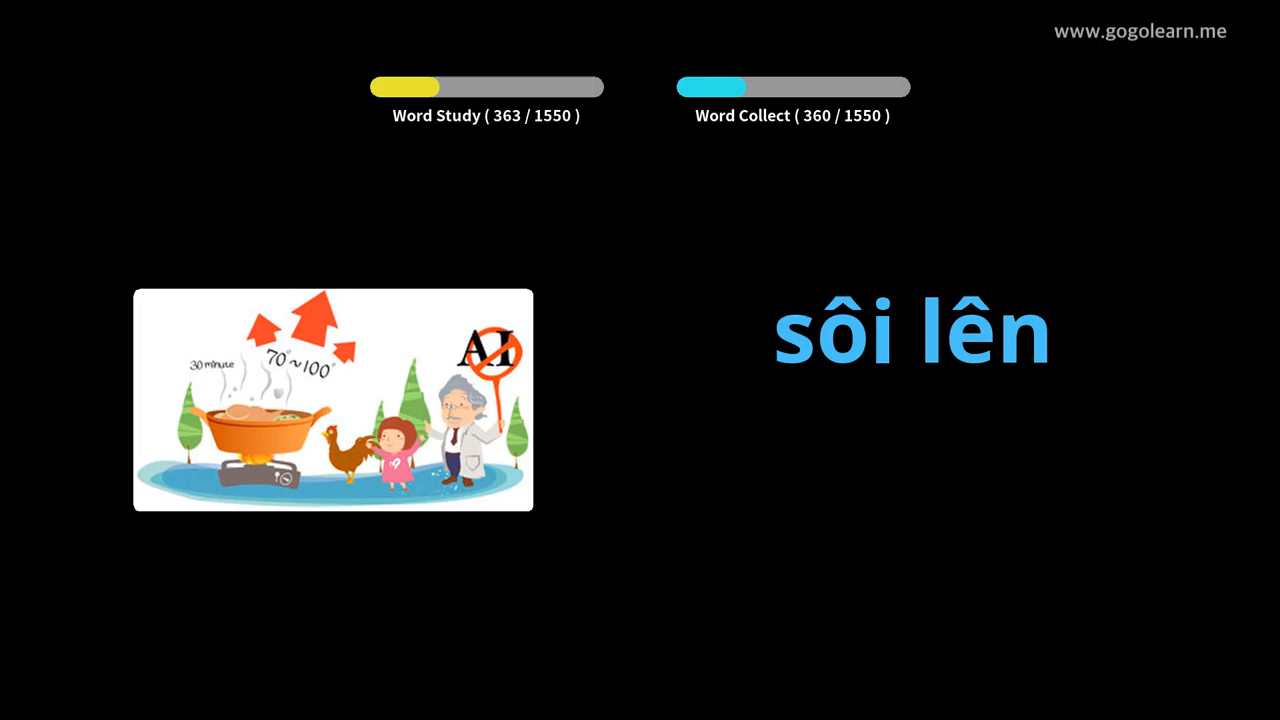 www.gogolearn.me
Word Study ( 363 / 1550 )
Word Collect ( 360 / 1550 )
sôi lên
30 minute
70°~100°
AI